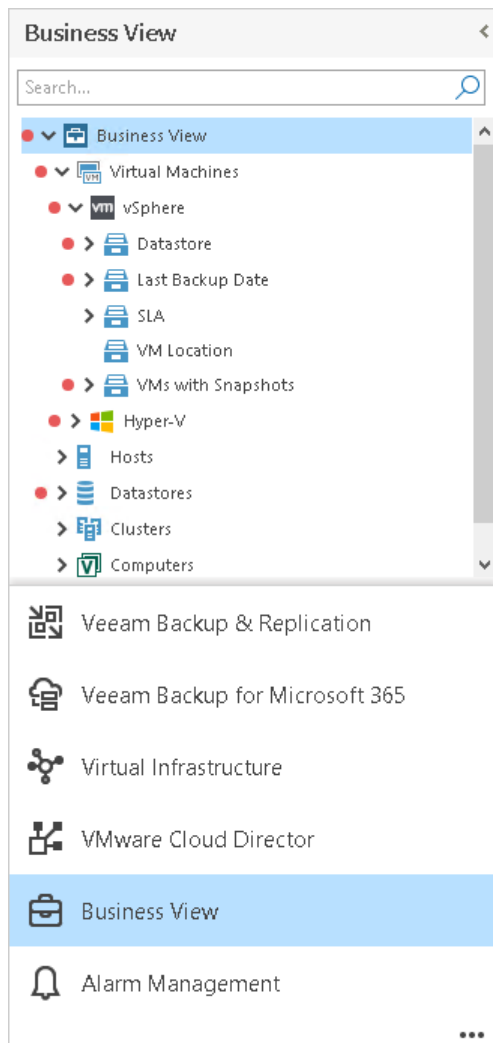 Business View
Search...
Business View
Virtual Machines
vm vSphere
Datastore
Last Backup Date
SLA
VM Location
VMs with Snapshots
Hyper-V
Hosts
Datastores
Clusters
Computers
Veeam Backup & Replication
Veeam Backup for Microsoft 365
Virtual Infrastructure
VMware Cloud Director
Business View
Alarm Management